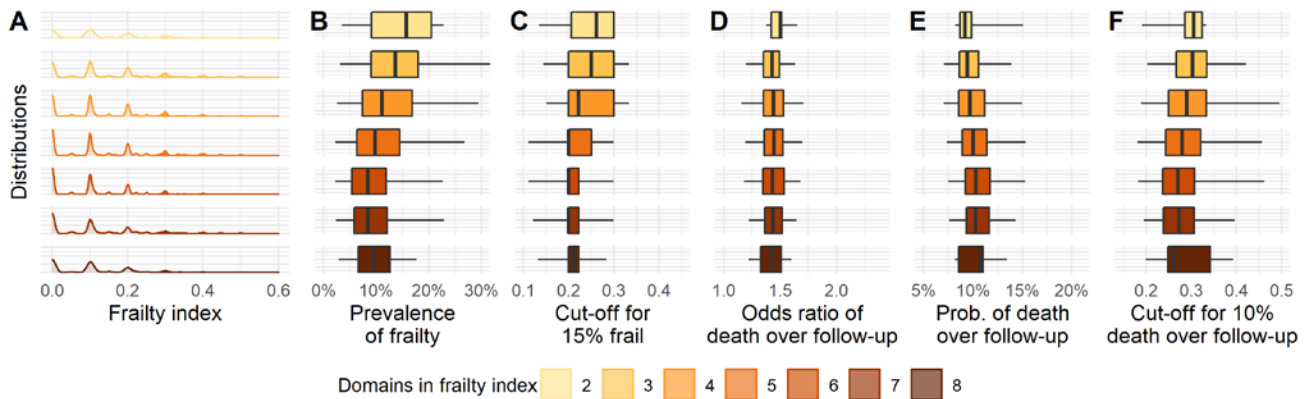 A B C D E F
Distributions
0.0 0.2 0.4 0.6
Frailty index
0% 10% 20% 30%
Prevalence
of frailty
0.1 0.2 0.3 0.4
Cut-off for
15% frail
1.0 1.5 2.0
Odds ratio of
death over follow-up
5% 10% 15% 20%
Prob. of death
over follow-up
0.2 0.3 0.4 0.5
Cut-off for 10%
death over follow-up
Domains in frailty index 2 3 4 5 6 7 8